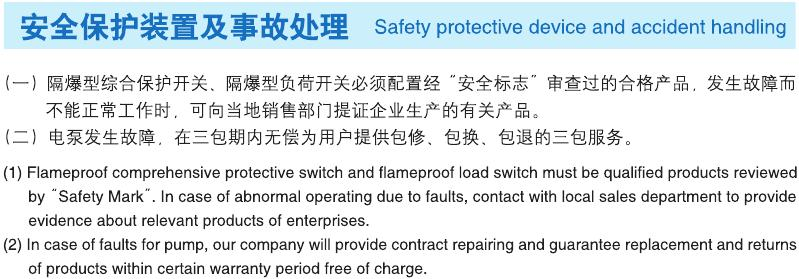 安全保护装置及事故处理 Safety protective device and accident handling
(一) 隔爆型综合保护开关、隔爆型负荷开关必须配置经“安全标志”审查过的合格产品，发生故障而
不能正常工作时，可向当地销售部门提证企业生产的有关产品。
(二) 电泵发生故障，在三包期内无偿为用户提供包修、包换、包退的三包服务。
(1) Flameproof comprehensive protective switch and flameproof load switch must be qualified products reviewed
by “Safety Mark”. In case of abnormal operating due to faults, contact with local sales department to provide
evidence about relevant products of enterprises.
(2) In case of faults for pump, our company will provide contract repairing and guarantee replacement and returns
of products within certain warranty period free of charge.